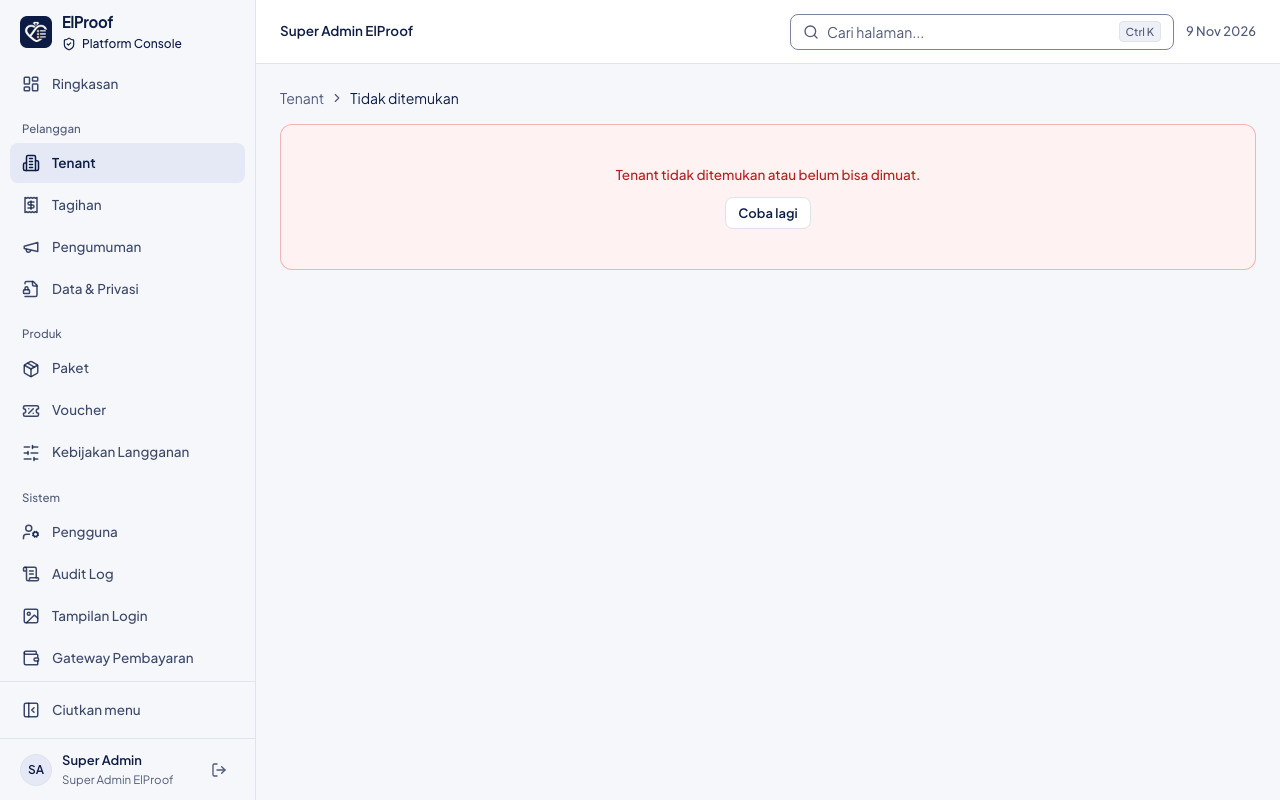 ElProof
Platform Console
Ringkasan
Pelanggan
Tenant
Tagihan
Pengumuman
Data & Privasi
Produk
Paket
Voucher
Kebijakan Langganan
Sistem
Pengguna
Audit Log
Tampilan Login
Gateway Pembayaran
Ciutkan menu
SA
Super Admin
Super Admin ElProof
Super Admin ElProof
Cari halaman...
Ctrl K
9 Nov 2026
Tenant > Tidak ditemukan
Tenant tidak ditemukan atau belum bisa dimuat.
Coba lagi